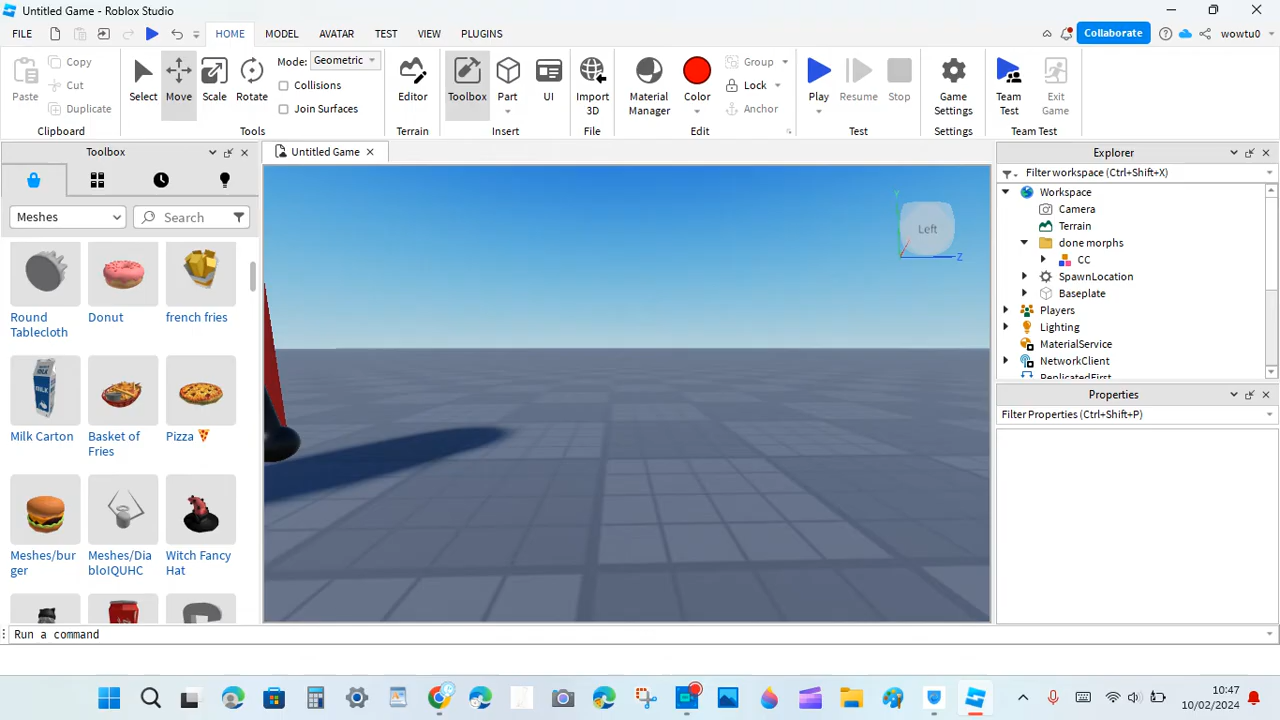 Untitled Game - Roblox Studio
FILE HOME MODEL AVATAR TEST VIEW PLUGINS Collaborate wowtu0
Paste Copy Cut Duplicate Clipboard
Select Move Scale Rotate Mode: Geometric Collisions Join Surfaces Tools
Editor Terrain
Toolbox Part UI Insert
Import 3D File
Material Manager Color Group Lock Anchor Edit
Play Resume Stop Test
Game Settings Settings
Team Test Exit Game Team Test
Toolbox
Untitled Game
Explorer
Filter workspace (Ctrl+Shift+X)
Meshes Search
Round Tablecloth
Donut
french fries
Milk Carton
Basket of Fries
Pizza 🍕
Meshes/burger
Meshes/DiabloIQUHC
Witch Fancy Hat
Y
Left
Z
Workspace
Camera
Terrain
done morphs
CC
SpawnLocation
Baseplate
Players
Lighting
MaterialService
NetworkClient
ReplicatedFirst
Properties
Filter Properties (Ctrl+Shift+P)
Run a command
10:47
10/02/2024